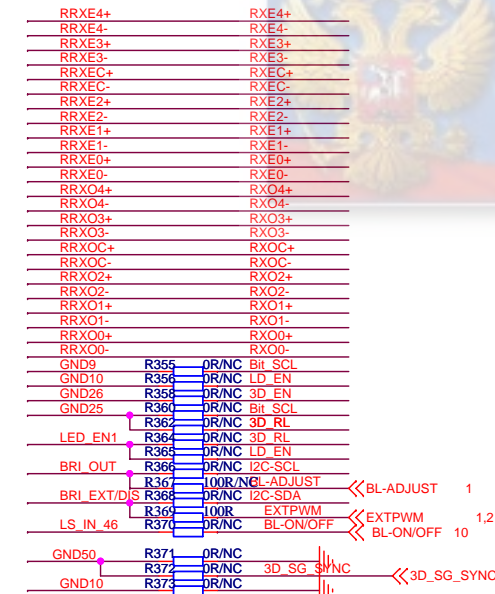 RRXE4+ RXE4+
RRXE4- RXE4-
RRXE3+ RXE3+
RRXE3- RXE3-
RRXEC+ RXEC+
RRXEC- RXEC-
RRXE2+ RXE2+
RRXE2- RXE2-
RRXE1+ RXE1+
RRXE1- RXE1-
RRXE0+ RXE0+
RRXE0- RXE0-
RRXO4+ RXO4+
RRXO4- RXO4-
RRXO3+ RXO3+
RRXO3- RXO3-
RRXOC+ RXOC+
RRXOC- RXOC-
RRXO2+ RXO2+
RRXO2- RXO2-
RRXO1+ RXO1+
RRXO1- RXO1-
RRXO0+ RXO0+
RRXO0- RXO0-
GND9 R355 0R/NC Bit_SCL
GND10 R356 0R/NC LD_EN
GND26 R358 0R/NC 3D_EN
GND25 R360 0R/NC Bit_SCL
R362 0R/NC 3D_RL
LED_EN1 R364 0R/NC 3D_RL
R365 0R/NC LD_EN
BRI_OUT R366 0R/NC I2C-SCL
R367 100R/NC BL-ADJUST BL-ADJUST 1
BRI_EXT/DIS R368 0R/NC I2C-SDA
R369 100R EXTPWM EXTPWM 1,2
LS_IN_46 R370 0R/NC BL-ON/OFF BL-ON/OFF 10
GND50 R371 0R/NC
R372 0R/NC 3D_SG_SYNC 3D_SG_SYNC
GND10 R373 0R/NC